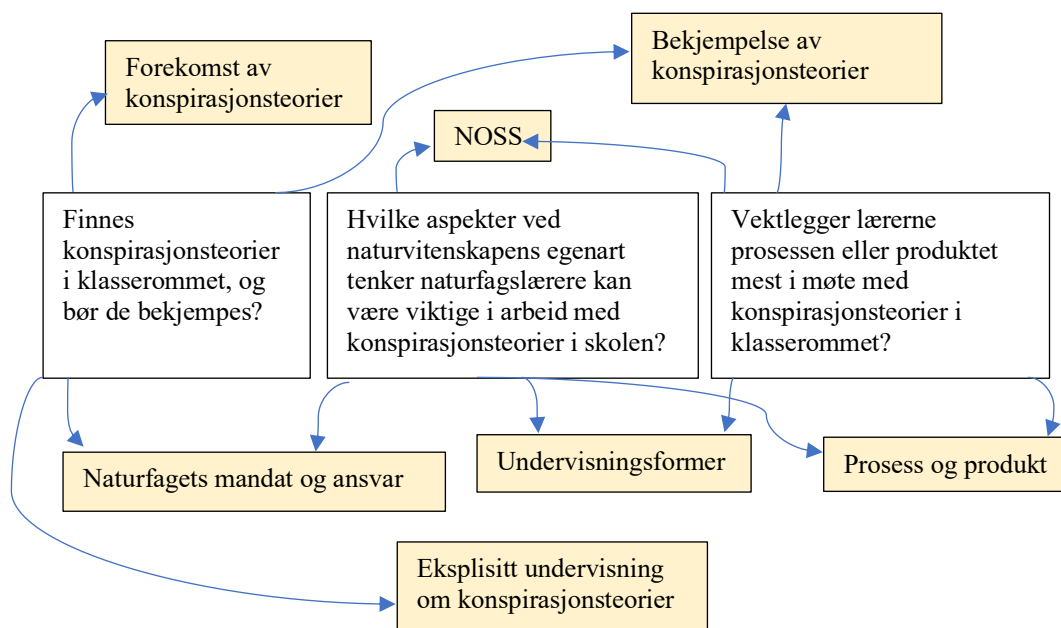 Forekomst av
konspirasjonsteorier
Bekjempelse av
konspirasjonsteorier
NOSS
Finnes
konspirasjonsteorier
i klasserommet, og
bør de bekjempes?
Hvilke aspekter ved
naturvitenskapens egenart
tenker naturfagslærere kan
være viktige i arbeid med
konspirasjonsteorier i skolen?
Vektlegger lærerne
prosessen eller produktet
mest i møte med
konspirasjonsteorier i
klasserommet?
Naturfagets mandat og ansvar
Undervisningsformer
Prosess og produkt
Eksplisitt undervisning
om konspirasjonsteorier